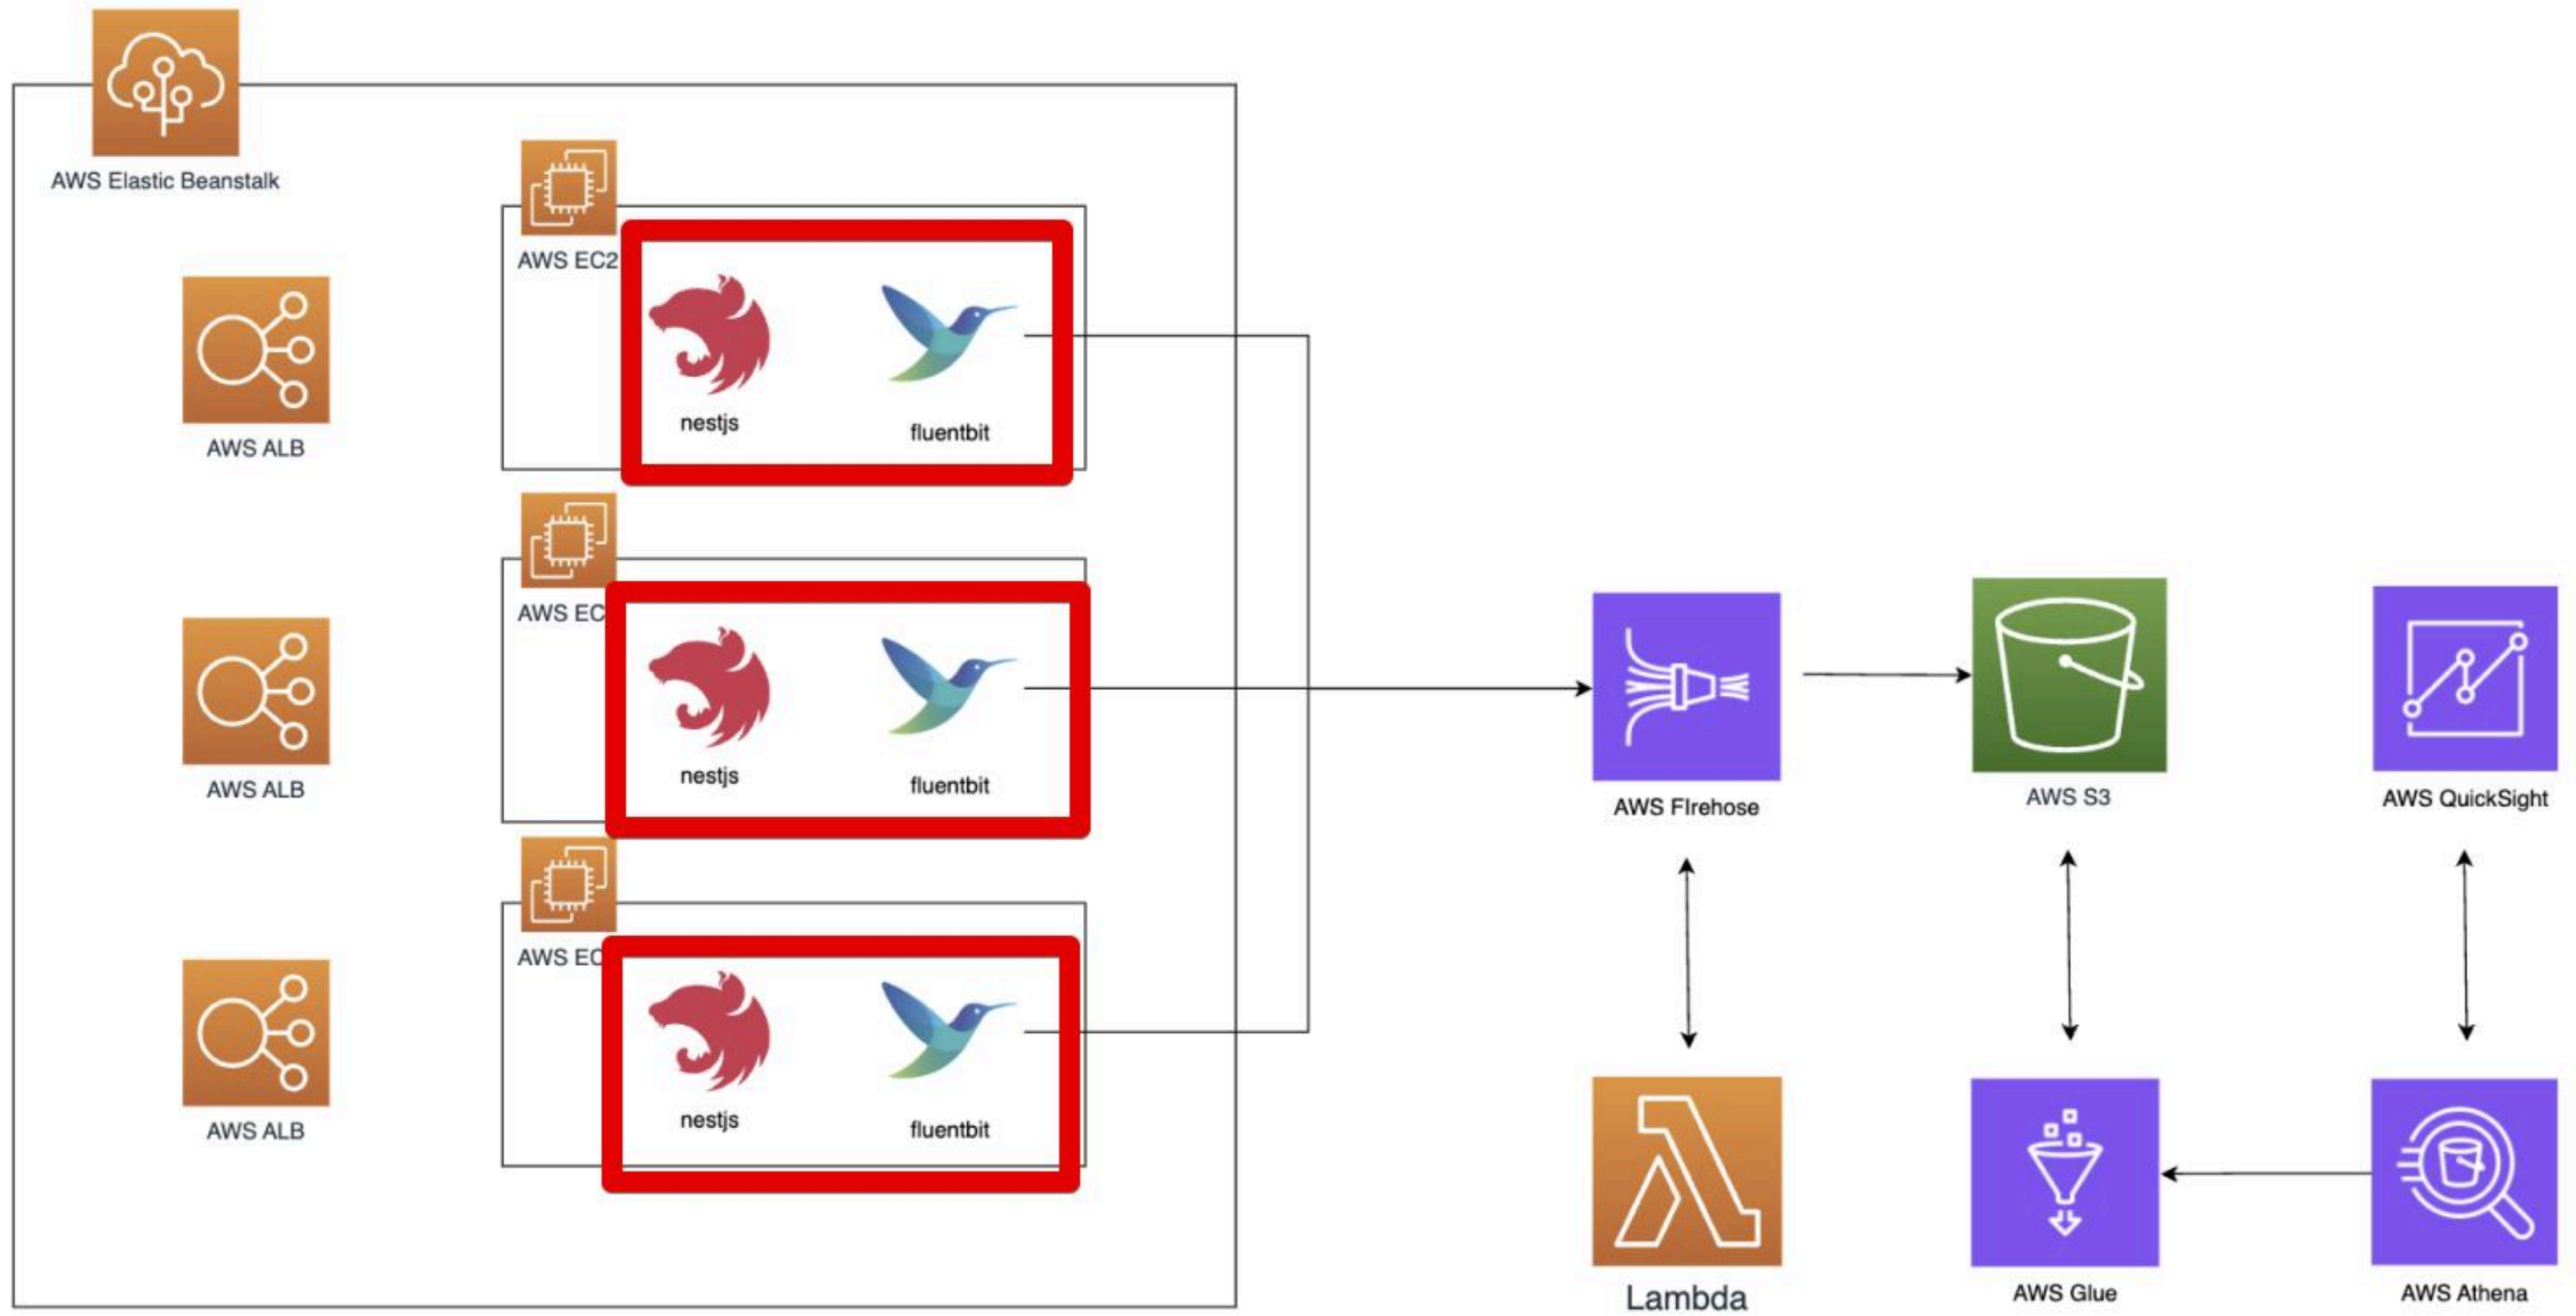 AWS Elastic Beanstalk
AWS EC2
nestjs
fluentbit
AWS ALB
AWS EC
nestjs
fluentbit
AWS ALB
AWS EC
nestjs
fluentbit
AWS ALB
AWS FIrehose
AWS S3
AWS QuickSight
Lambda
AWS Glue
AWS Athena